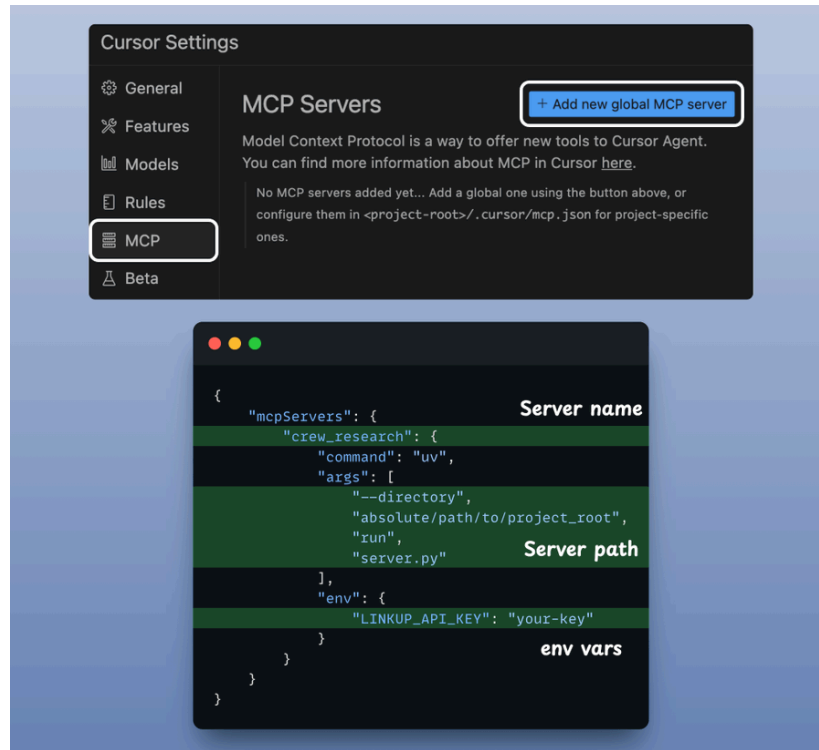 Cursor Settings
General
Features
Models
Rules
MCP
Beta
MCP Servers
+ Add new global MCP server
Model Context Protocol is a way to offer new tools to Cursor Agent.
You can find more information about MCP in Cursor here.
No MCP servers added yet... Add a global one using the button above, or
configure them in <project-root>/.cursor/mcp.json for project-specific
ones.
{
"mcpServers": {
Server name
"crew_research": {
"command": "uv",
"args": [
"--directory",
"absolute/path/to/project_root",
"run",
"server.py"
Server path
],
"env": {
"LINKUP_API_KEY": "your-key"
}
env vars
}
}
}